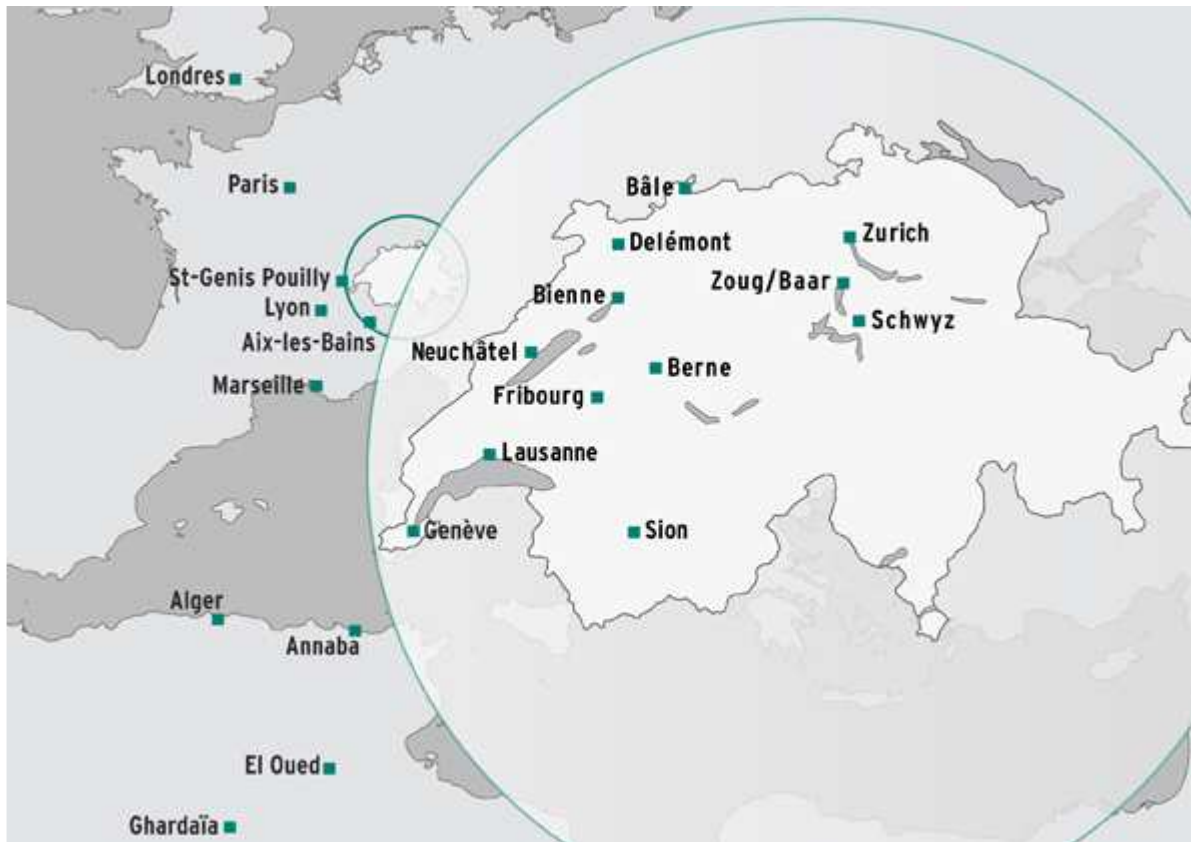 Londres
Paris
Bâle
Delémont
Zurich
St-Genis Pouilly
Zoug/Baar
Bienne
Lyon
Schwyz
Aix-les-Bains
Neuchâtel
Berne
Marseille
Fribourg
Lausanne
Genève
Sion
Alger
Annaba
El Oued
Ghardaïa